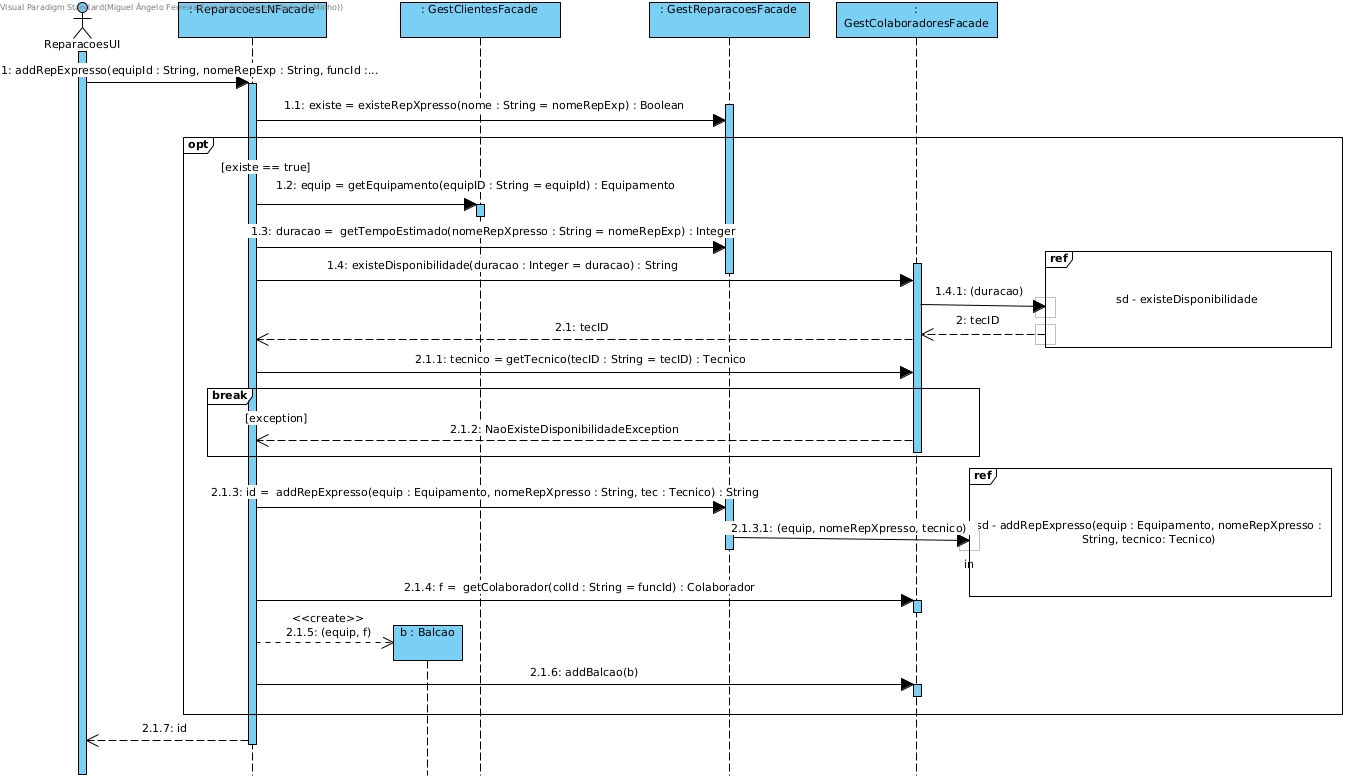 Visual Paradigm Standard(Miguel Ângelo Ferreira Minho))
: ReparacoesLNFacade
: GestClientesFacade
: GestReparacoesFacade
:
GestColaboradoresFacade
ReparacoesUI
1: addRepExpresso(equipId : String, nomeRepExp : String, funcId :...
1.1: existe = existeRepXpresso(nome : String = nomeRepExp) : Boolean
opt
[existe == true]
1.2: equip = getEquipamento(equipID : String = equipId) : Equipamento
1.3: duracao = getTempoEstimado(nomeRepXpresso : String = nomeRepExp) : Integer
1.4: existeDisponibilidade(duracao : Integer = duracao) : String
ref
1.4.1: (duracao)
sd - existeDisponibilidade
2: tecID
2.1: tecID
2.1.1: tecnico = getTecnico(tecID : String = tecID) : Tecnico
break
[exception]
2.1.2: NaoExisteDisponibilidadeException
ref
2.1.3: id = addRepExpresso(equip : Equipamento, nomeRepXpresso : String, tec : Tecnico) : String
2.1.3.1: (equip, nomeRepXpresso, tecnico)
sd - addRepExpresso(equip : Equipamento, nomeRepXpresso :
String, tecnico: Tecnico)
in
2.1.4: f = getColaborador(colId : String = funcId) : Colaborador
<<create>>
2.1.5: (equip, f)
b : Balcao
2.1.6: addBalcao(b)
2.1.7: id